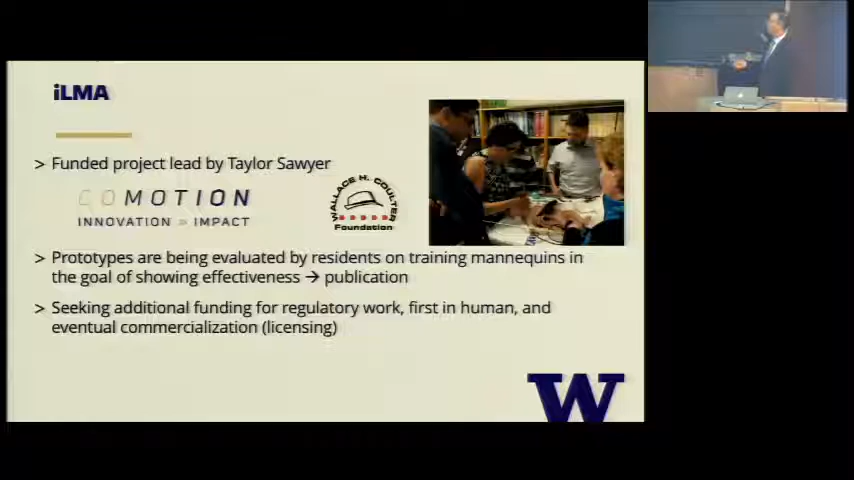 iLMA
> Funded project lead by Taylor Sawyer
COMOTION
INNOVATION » IMPACT
WALLACE H. COULTER
Foundation
> Prototypes are being evaluated by residents on training mannequins in
the goal of showing effectiveness → publication
> Seeking additional funding for regulatory work, first in human, and
eventual commercialization (licensing)
W